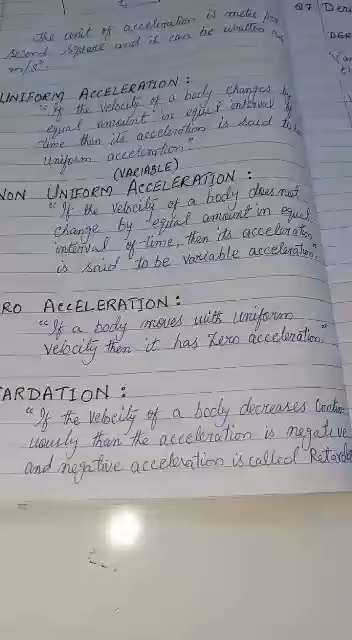 The unit of acceleration is meter per
second square and it can be written as
m/s².
UNIFORM ACCELERATION:
"If the velocity of a body changes by
equal amount in equal interval of
time then its acceleration is said to be
uniform acceleration."
(VARIABLE)
NON UNIFORM ACCELERATION:
"If the velocity of a body does not
change by equal amount in equal
interval of time, then its acceleration
is said to be variable acceleration."
RO ACCELERATION:
"If a body moves with uniform
velocity then it has zero acceleration"
TARDATION:
"If the velocity of a body decreases contin
uously than the acceleration is negative
and negative acceleration is called Retarda
Q7 Deri
DER